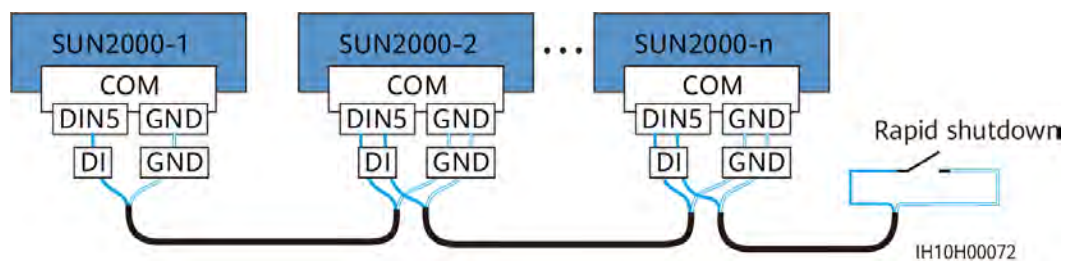 SUN2000-1 SUN2000-2 ... SUN2000-n
COM COM COM
DIN5 GND DIN5 GND DIN5 GND
DI GND DI GND DI GND
Rapid shutdown
IH10H00072